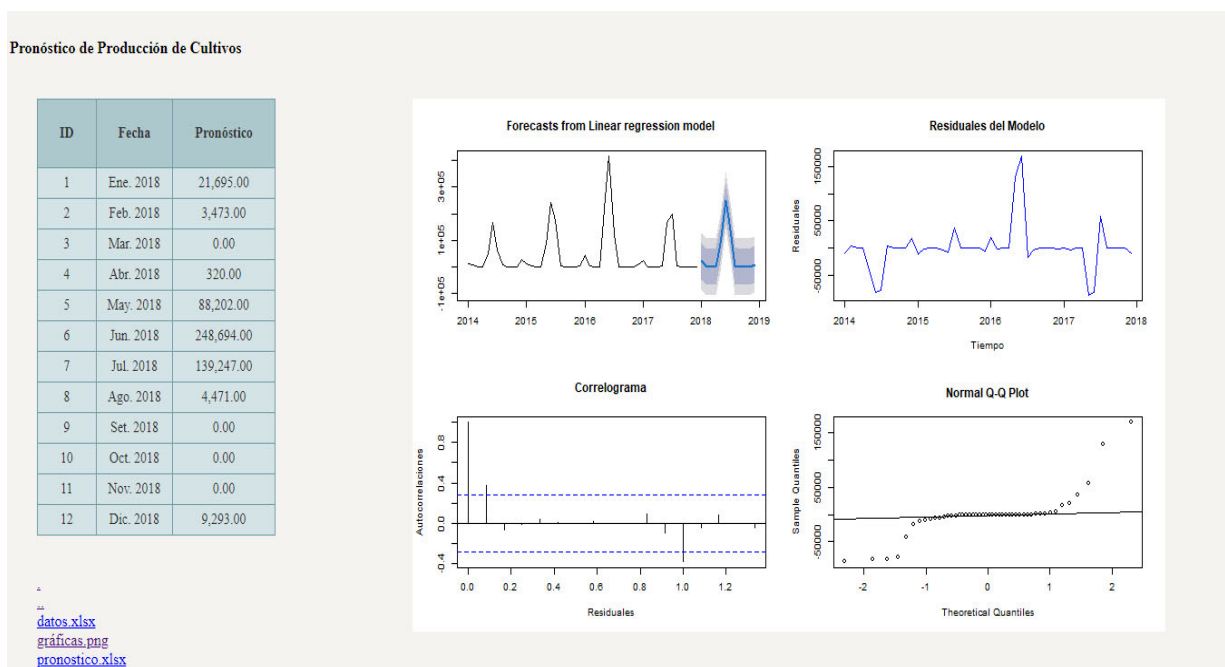 Pronóstico de Producción de Cultivos
ID Fecha Pronóstico
1 Ene. 2018 21,695.00
2 Feb. 2018 3,473.00
3 Mar. 2018 0.00
4 Abr. 2018 320.00
5 May. 2018 88,202.00
6 Jun. 2018 248,694.00
7 Jul. 2018 139,247.00
8 Ago. 2018 4,471.00
9 Set. 2018 0.00
10 Oct. 2018 0.00
11 Nov. 2018 0.00
12 Dic. 2018 9,293.00
.
..
datos.xlsx
gráficas.png
pronostico.xlsx
Forecasts from Linear regression model
3e+05
1e+05
-1e+05
2014 2015 2016 2017 2018 2019
Residuales del Modelo
Residuales
150000
50000
-50000
2014 2015 2016 2017 2018
Tiempo
Correlograma
Autocorrelaciones
0.8
0.4
0.0
-0.4
0.0 0.2 0.4 0.6 0.8 1.0 1.2
Residuales
Normal Q-Q Plot
Sample Quantiles
150000
50000
-50000
-2 -1 0 1 2
Theoretical Quantiles